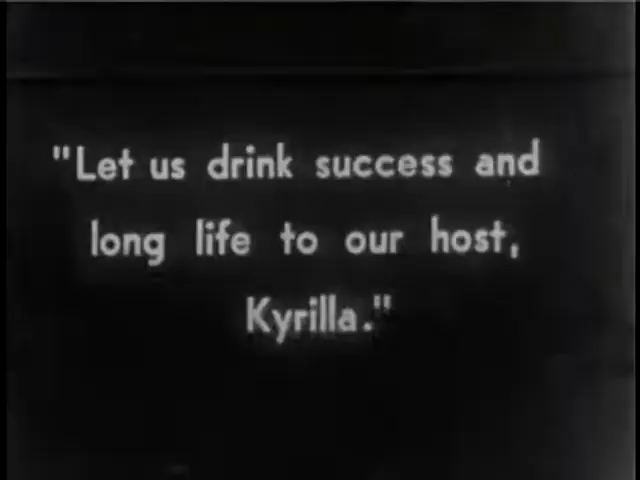 "Let us drink success and
long life to our host,
Kyrilla."